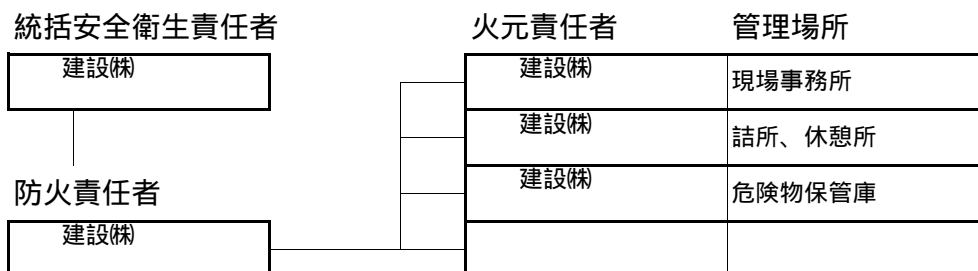 統括安全衛生責任者
建設㈱
防火責任者
建設㈱
火元責任者 管理場所
建設㈱ 現場事務所
建設㈱ 詰所、休憩所
建設㈱ 危険物保管庫